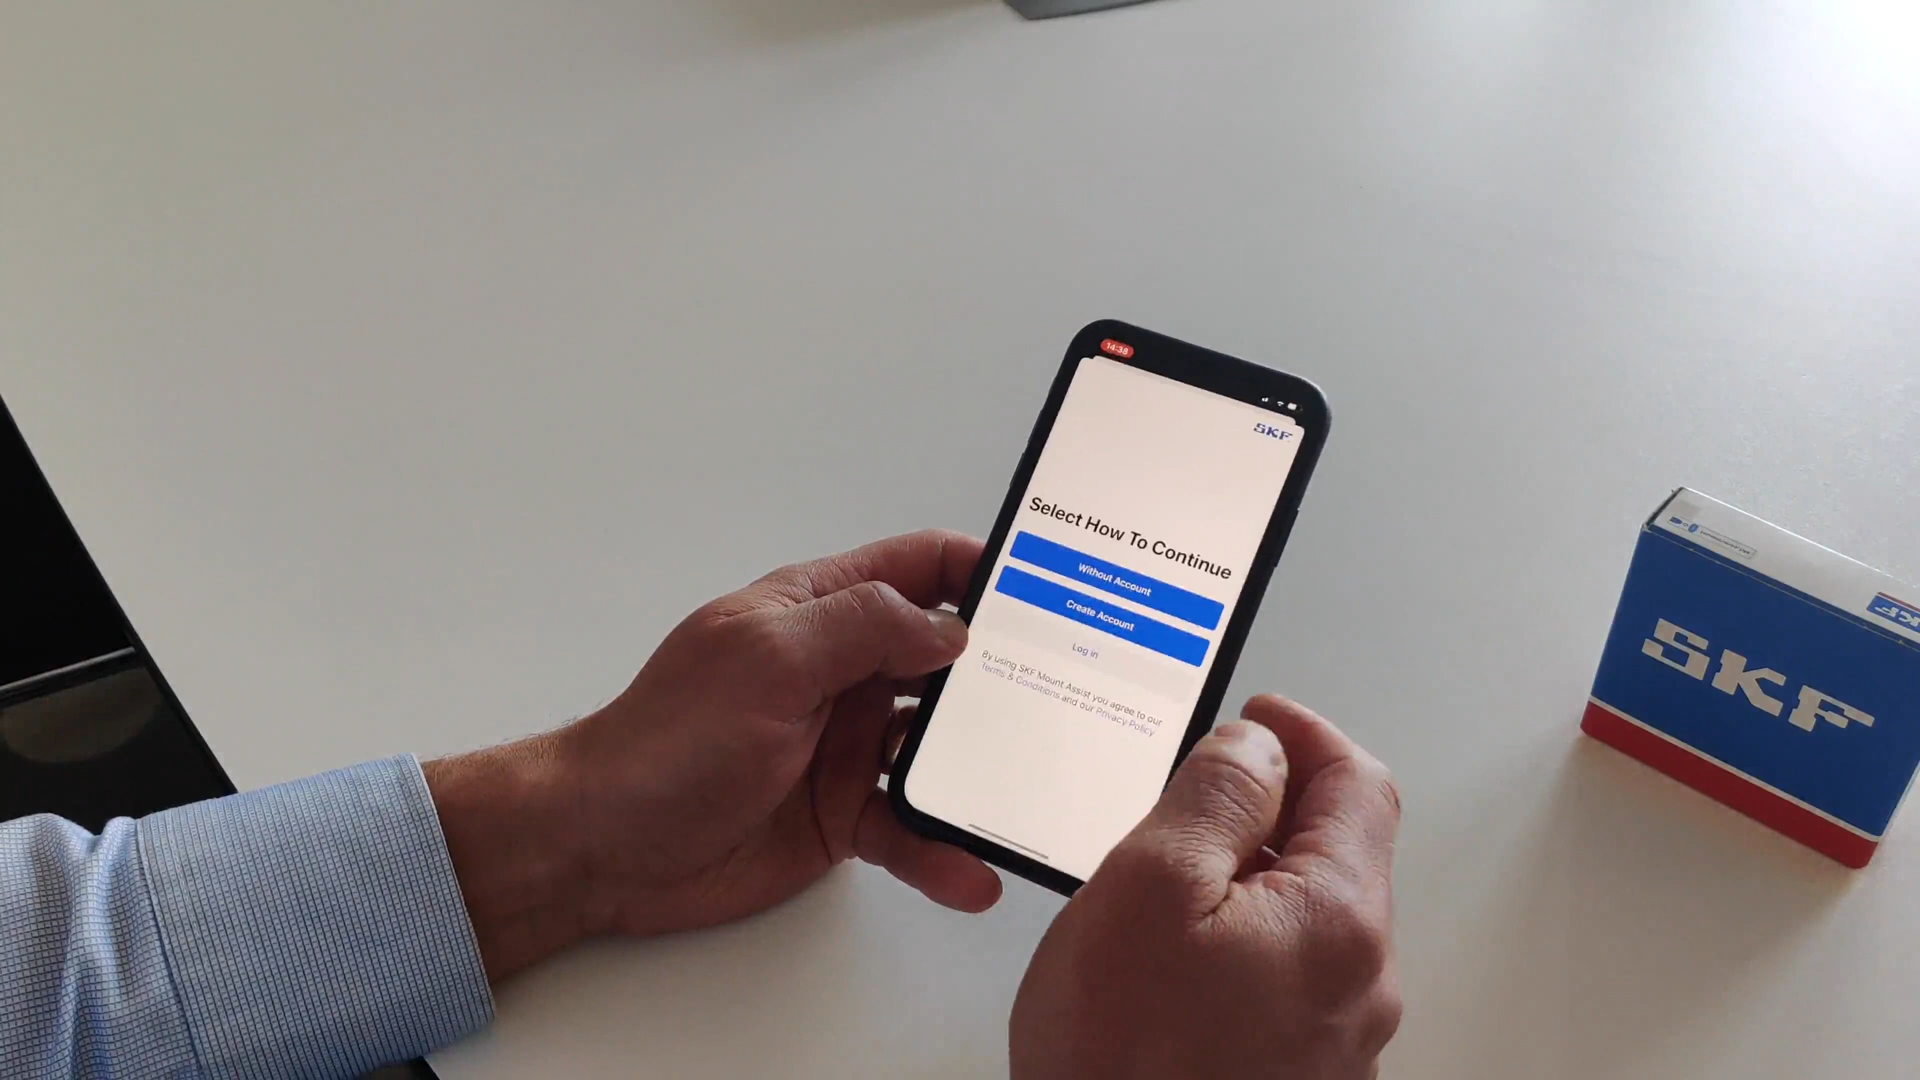 14:38
SKF
Select How To Continue
Without Account
Create Account
Log in
By using SKF Mount Assist you agree to our
Terms & Conditions and our Privacy Policy
SKF
SKF